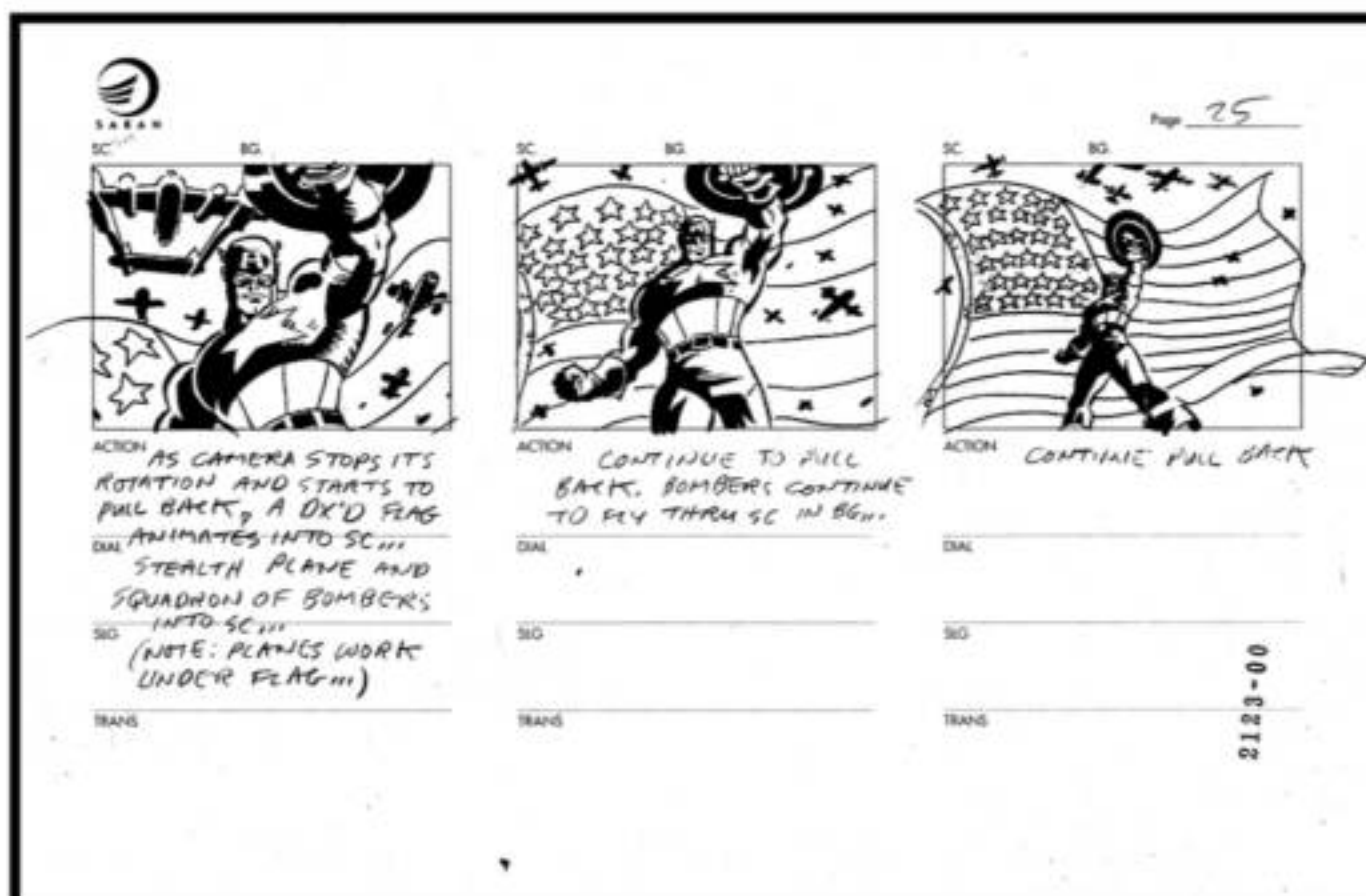 SABAN
Page 25
SC. BG.
SC. BG.
SC. BG.
ACTION
AS CAMERA STOPS ITS
ROTATION AND STARTS TO
PULL BACK, A DX'D FLAG
ANIMATES INTO SC...
DIAL
STEALTH PLANE AND
SQUADRON OF BOMBERS
INTO SC...
SLG
(NOTE: PLANES WORK
UNDER FLAG...)
TRANS
ACTION
CONTINUE TO PULL
BACK. BOMBERS CONTINUE
TO FLY THRU SC IN BG...
DIAL
SLG
TRANS
ACTION
CONTINUE PULL BACK
DIAL
SLG
TRANS
2123-00